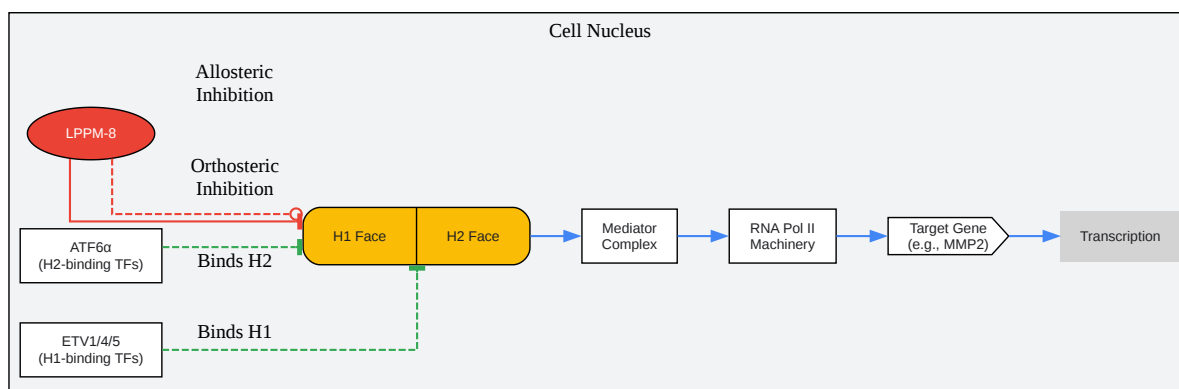 Cell Nucleus
Allosteric
Inhibition
LPPM-8
Orthosteric
Inhibition
ATF6α
(H2-binding TFs)
Binds H2
H1 Face
H2 Face
Mediator
Complex
RNA Pol II
Machinery
Target Gene
(e.g., MMP2)
Transcription
ETV1/4/5
(H1-binding TFs)
Binds H1